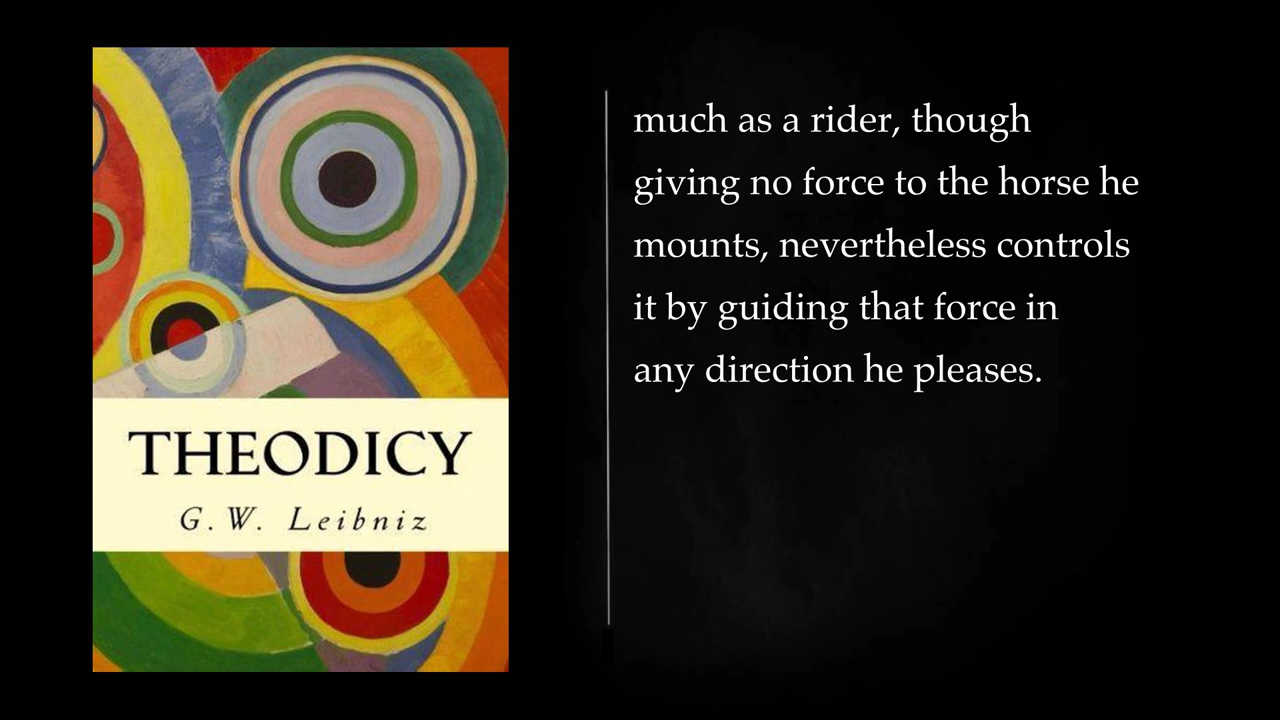 THEODICY
G.W. Leibniz
much as a rider, though
giving no force to the horse he
mounts, nevertheless controls
it by guiding that force in
any direction he pleases.